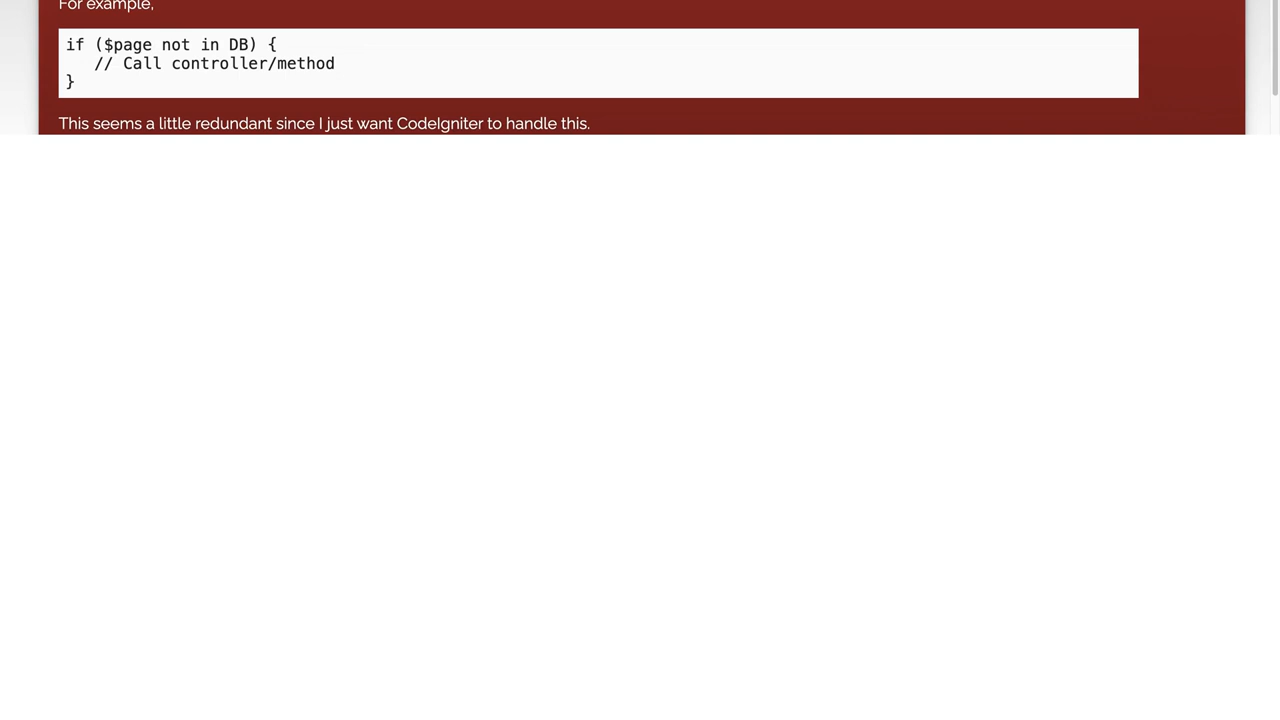 For example,
if ($page not in DB) {
   // Call controller/method
}
This seems a little redundant since I just want CodeIgniter to handle this.